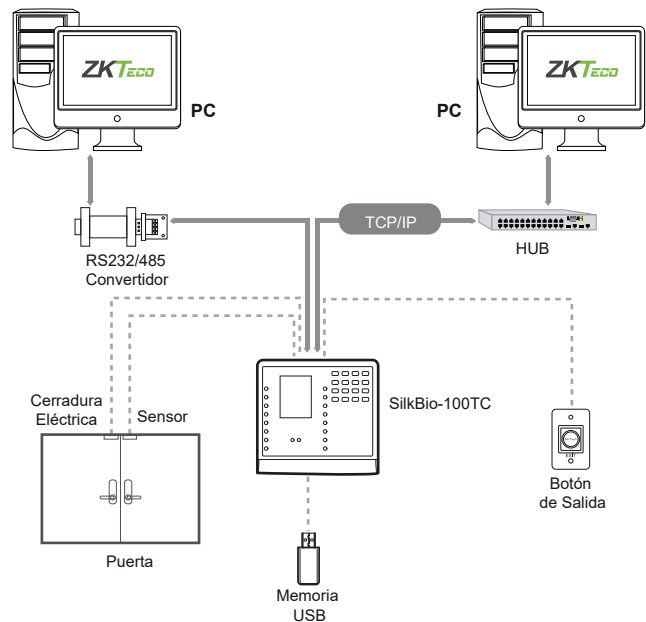 ZKTeco
PC
ZKTeco
PC
TCP/IP
HUB
RS232/485
Convertidor
Cerradura
Eléctrica
Sensor
SilkBio-100TC
EXIT
Botón
de Salida
Puerta
Memoria
USB